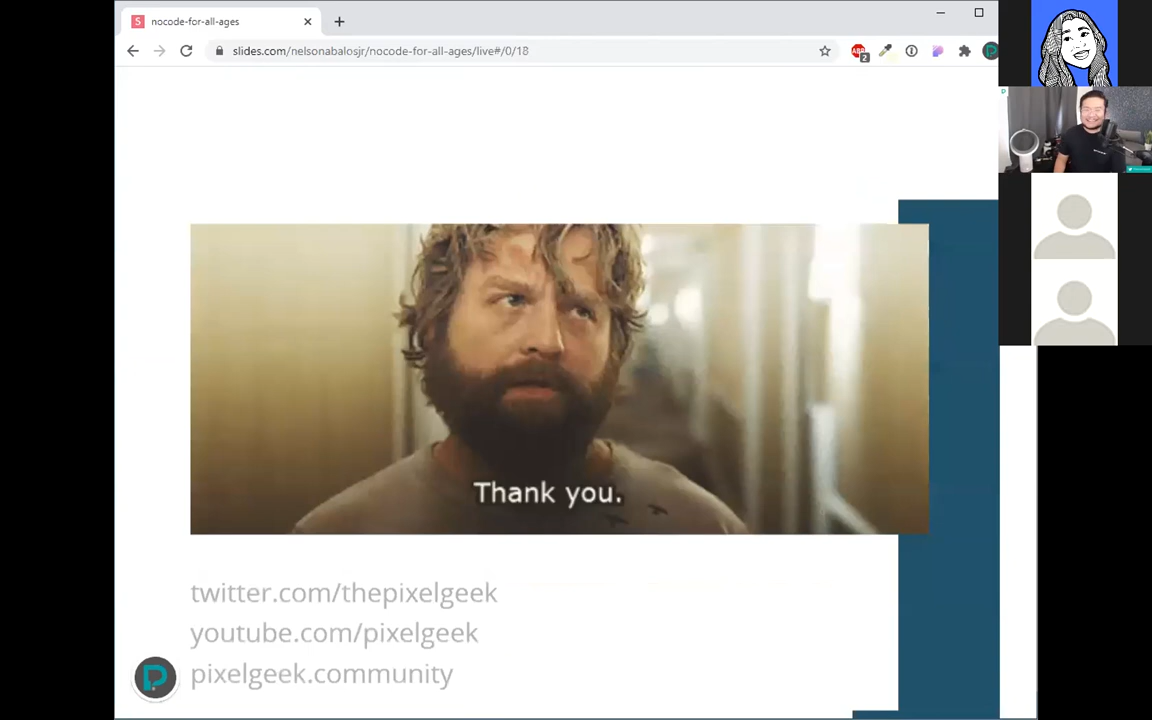 nocode-for-all-ages
slides.com/nelsonabalosjr/nocode-for-all-ages/live#/0/18
2
Thank you.
twitter.com/thepixelgeek
youtube.com/pixelgeek
pixelgeek.community